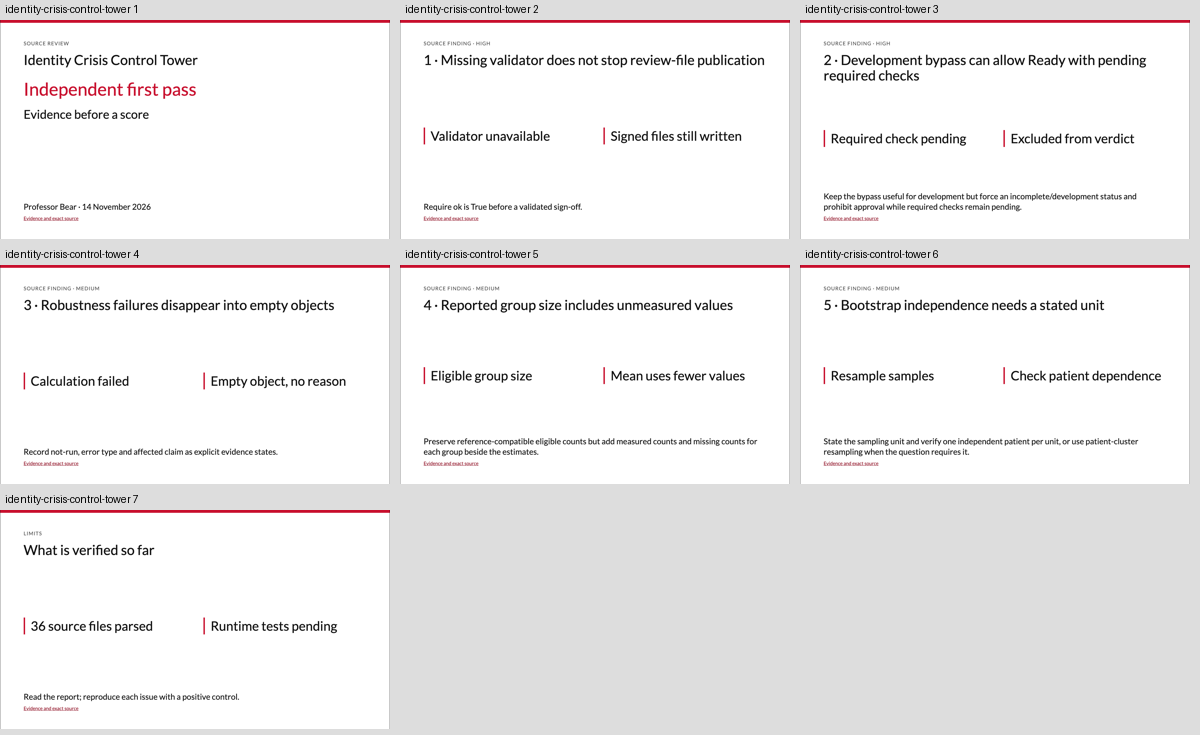 identity-crisis-control-tower 1
SOURCE REVIEW
Identity Crisis Control Tower
Independent first pass
Evidence before a score
Professor Bear · 14 November 2026
Evidence and exact source
identity-crisis-control-tower 2
SOURCE FINDING · HIGH
1 · Missing validator does not stop review-file publication
Validator unavailable
Signed files still written
Require ok is True before a validated sign-off.
Evidence and exact source
identity-crisis-control-tower 3
SOURCE FINDING · HIGH
2 · Development bypass can allow Ready with pending
required checks
Required check pending
Excluded from verdict
Keep the bypass useful for development but force an incomplete/development status and
prohibit approval while required checks remain pending.
Evidence and exact source
identity-crisis-control-tower 4
SOURCE FINDING · MEDIUM
3 · Robustness failures disappear into empty objects
Calculation failed
Empty object, no reason
Record not-run, error type and affected claim as explicit evidence states.
Evidence and exact source
identity-crisis-control-tower 5
SOURCE FINDING · MEDIUM
4 · Reported group size includes unmeasured values
Eligible group size
Mean uses fewer values
Preserve reference-compatible eligible counts but add measured counts and missing counts for
each group beside the estimates.
Evidence and exact source
identity-crisis-control-tower 6
SOURCE FINDING · MEDIUM
5 · Bootstrap independence needs a stated unit
Resample samples
Check patient dependence
State the sampling unit and verify one independent patient per unit, or use patient-cluster
resampling when the question requires it.
Evidence and exact source
identity-crisis-control-tower 7
LIMITS
What is verified so far
36 source files parsed
Runtime tests pending
Read the report; reproduce each issue with a positive control.
Evidence and exact source